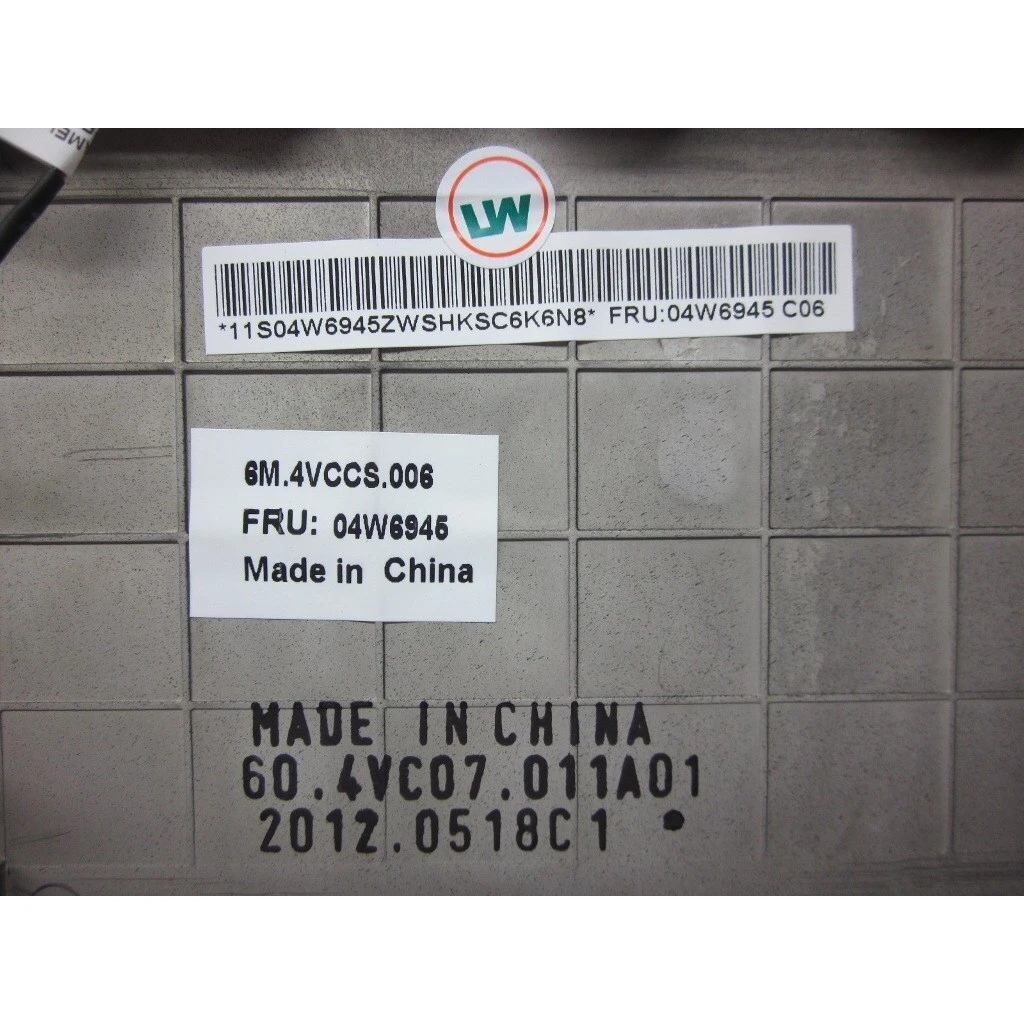 LW
*11S04W6945ZWSHKSC6K6N8* FRU:04W6945 C06
6M.4VCCS.006
FRU: 04W6945
Made in China
MADE IN CHINA
60.4VC07.011A01
2012.0518C1